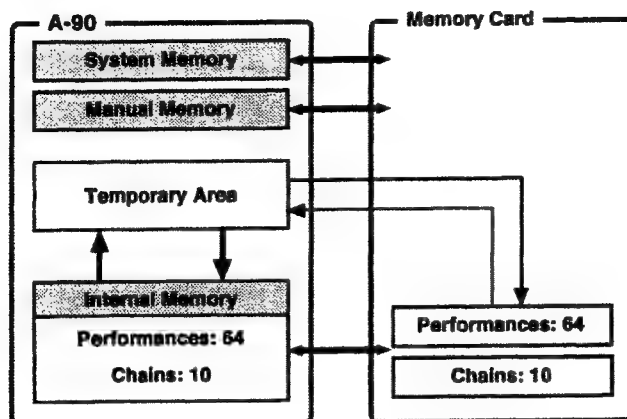 A-90
Memory Card
System Memory
Manual Memory
Temporary Area
Internal Memory
Performances: 64
Chains: 10
Performances: 64
Chains: 10